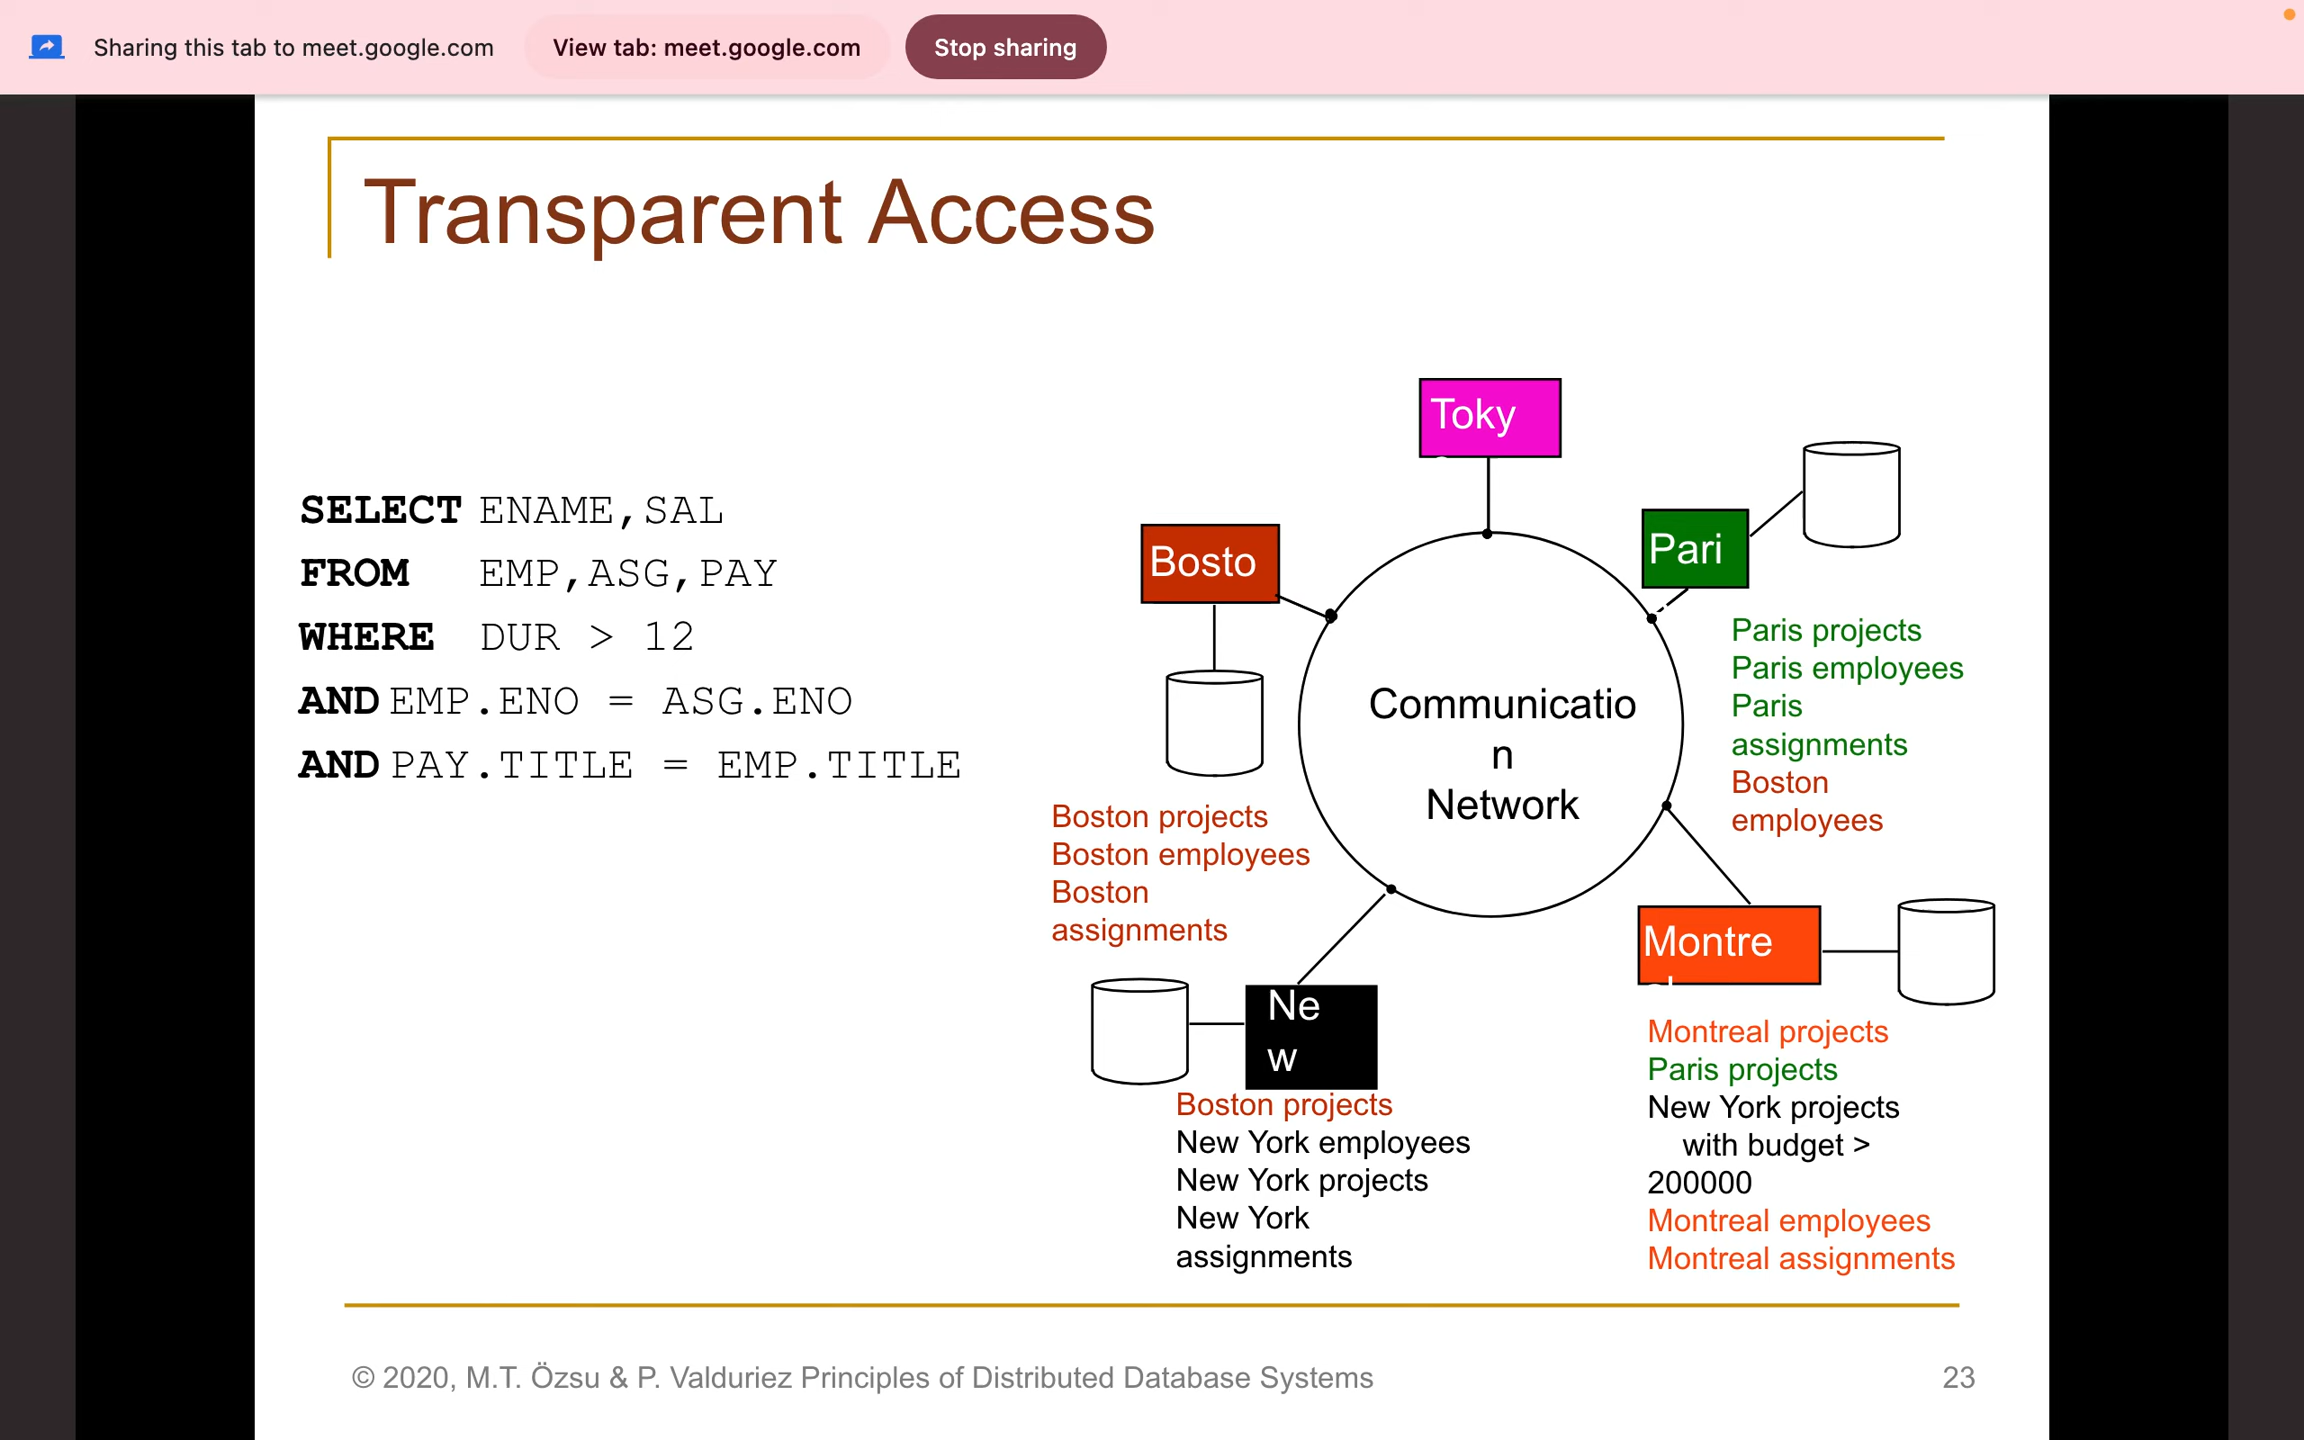 Sharing this tab to meet.google.com View tab: meet.google.com Stop sharing
Transparent Access
SELECT ENAME,SAL
FROM EMP,ASG,PAY
WHERE DUR > 12
AND EMP.ENO = ASG.ENO
AND PAY.TITLE = EMP.TITLE
Toky
Bosto
Pari
Communicatio
n
Network
Paris projects
Paris employees
Paris
assignments
Boston
employees
Boston projects
Boston employees
Boston
assignments
Montre
Ne
w
Boston projects
New York employees
New York projects
New York
assignments
Montreal projects
Paris projects
New York projects
with budget >
200000
Montreal employees
Montreal assignments
© 2020, M.T. Özsu & P. Valduriez Principles of Distributed Database Systems
23